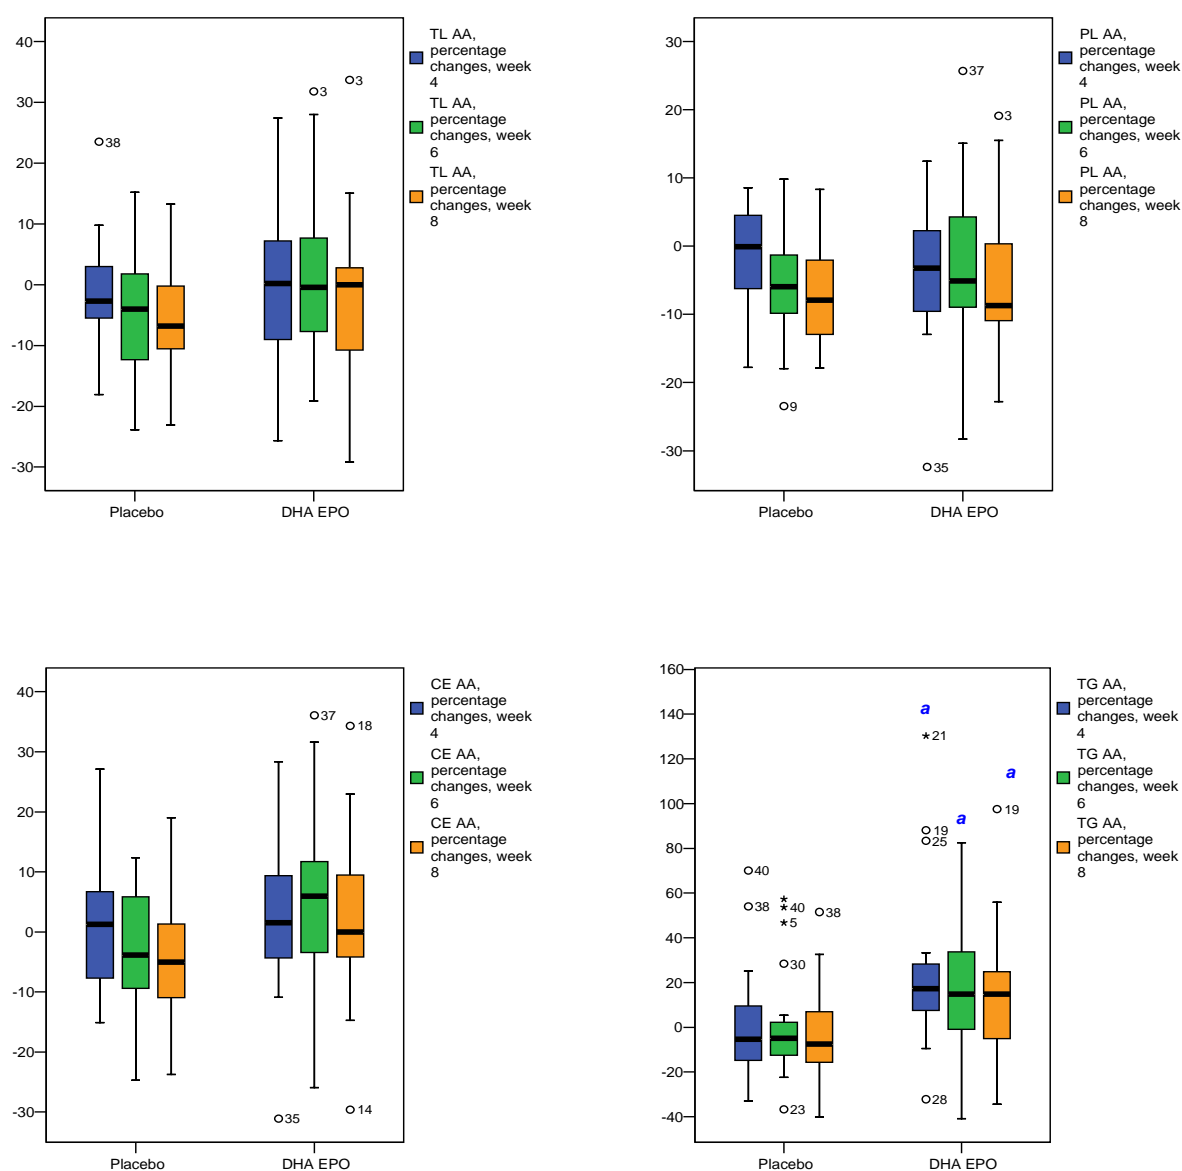 40
30
20
10
0
-10
-20
-30
38
3
3
Placebo
DHA EPO
TL AA,
percentage
changes, week
4
TL AA,
percentage
changes, week
6
TL AA,
percentage
changes, week
8
30
20
10
0
-10
-20
-30
9
35
37
3
Placebo
DHA EPO
PL AA,
percentage
changes, week
4
PL AA,
percentage
changes, week
6
PL AA,
percentage
changes, week
8
40
30
20
10
0
-10
-20
-30
37
18
35
14
Placebo
DHA EPO
CE AA,
percentage
changes, week
4
CE AA,
percentage
changes, week
6
CE AA,
percentage
changes, week
8
160
140
120
100
80
60
40
20
0
-20
-40
a
21
a
19
a
19
25
40
38
40
5
38
30
23
28
Placebo
DHA EPO
TG AA,
percentage
changes, week
4
TG AA,
percentage
changes, week
6
TG AA,
percentage
changes, week
8